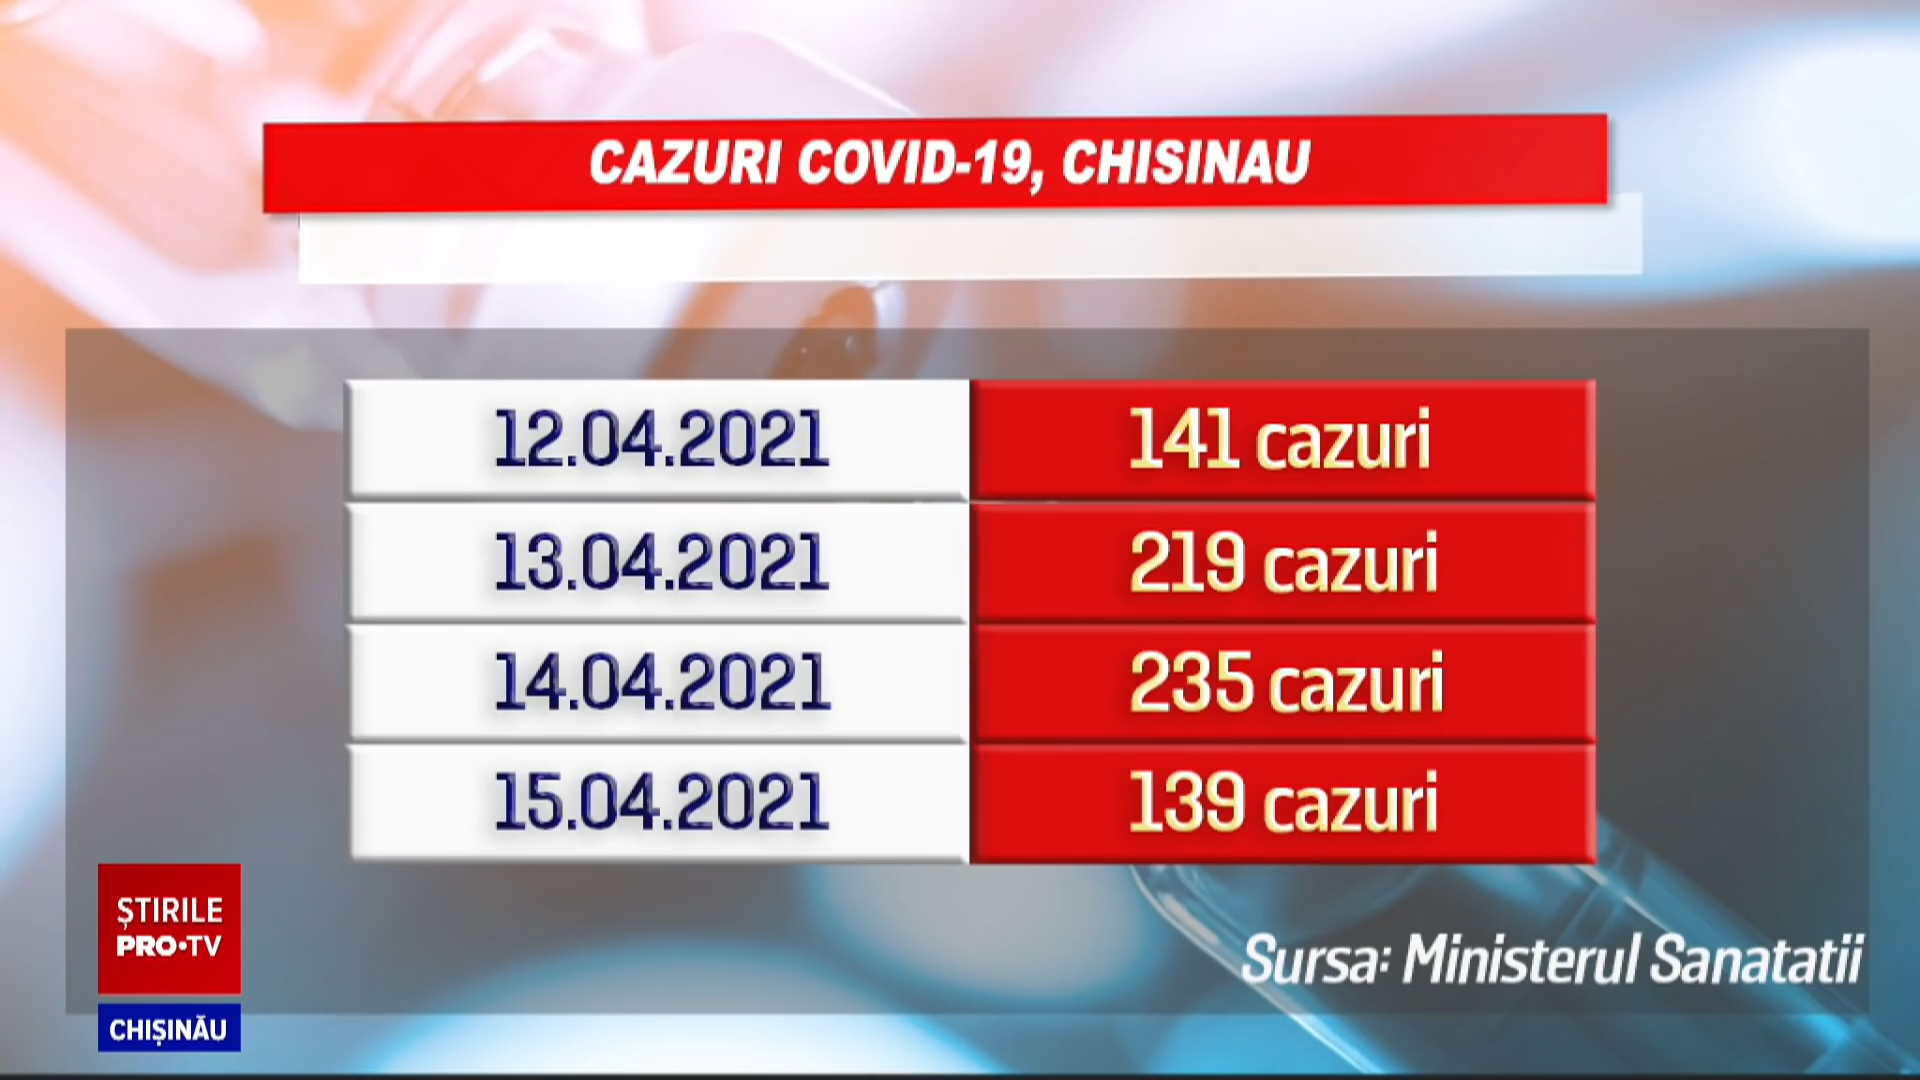 CAZURI COVID-19, CHISINAU
12.04.2021 141 cazuri
13.04.2021 219 cazuri
14.04.2021 235 cazuri
15.04.2021 139 cazuri
Sursa: Ministerul Sanatatii
ȘTIRILE
PRO•TV
CHIȘINĂU